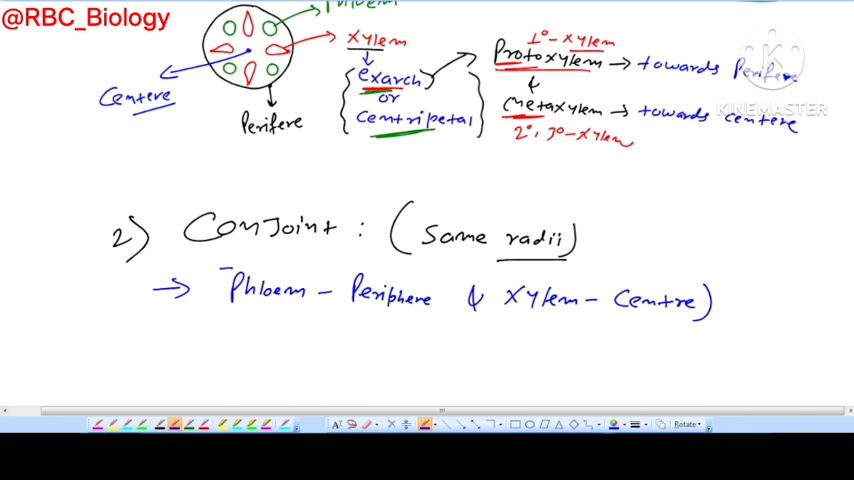 @RBC_Biology
Phloem
1°-xylem
xylem
Protoxylem → towards Perifere
KINEMASTER
exarch
&
or
Metaxylem → towards centere
Centere
Perifere
Centripetal
2°, 3°-xylem
2) Conjoint : (same radii)
→ Phloem - Periphere & xylem - Centre)
Rotate